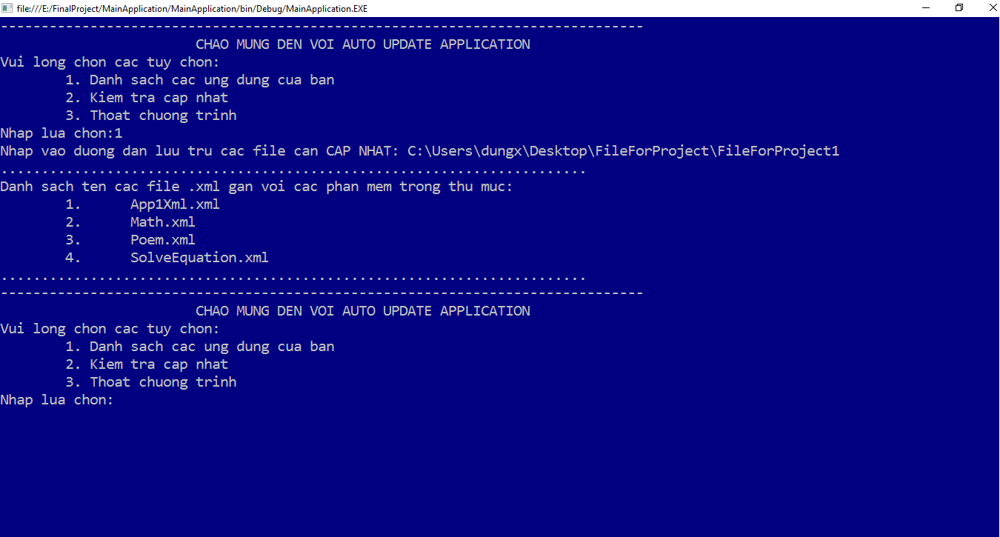 file:///E:/FinalProject/MainApplication/MainApplication/bin/Debug/MainApplication.EXE
-------------------------------------------------------------------------------
CHAO MUNG DEN VOI AUTO UPDATE APPLICATION
Vui long chon cac tuy chon:
1. Danh sach cac ung dung cua ban
2. Kiem tra cap nhat
3. Thoat chuong trinh
Nhap lua chon:1
Nhap vao duong dan luu tru cac file can CAP NHAT: C:\Users\dungx\Desktop\FileForProject\FileForProject1
........................................................................
Danh sach ten cac file .xml gan voi cac phan mem trong thu muc:
1. App1Xml.xml
2. Math.xml
3. Poem.xml
4. SolveEquation.xml
........................................................................
-------------------------------------------------------------------------------
CHAO MUNG DEN VOI AUTO UPDATE APPLICATION
Vui long chon cac tuy chon:
1. Danh sach cac ung dung cua ban
2. Kiem tra cap nhat
3. Thoat chuong trinh
Nhap lua chon: